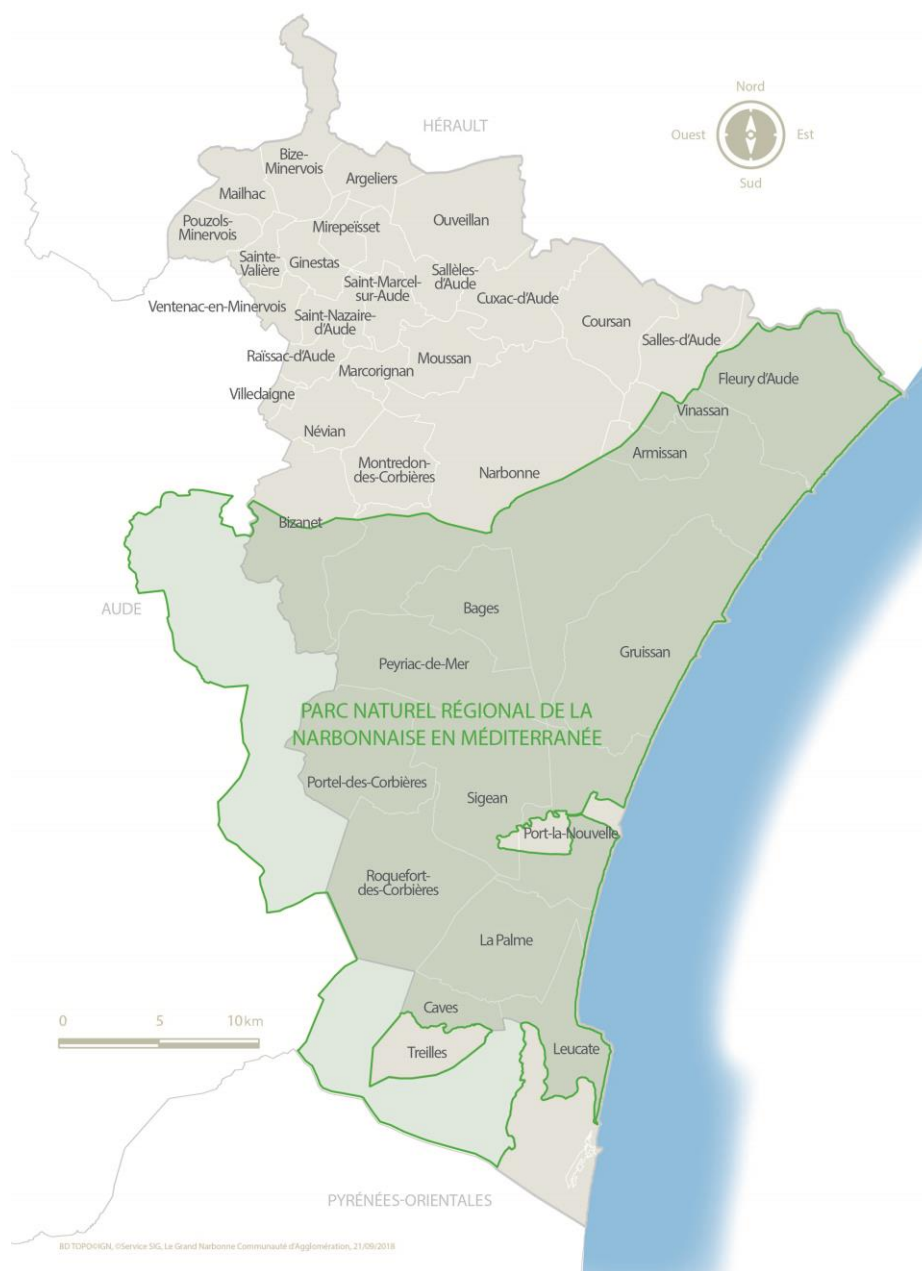 Nord
HÉRAULT
Ouest
Est
Bize-
Minervois
Argeliers
Sud
Mailhac
Pouzols-
Minervois
Mirepeïsset
Ouveillan
Sainte-
Valière
Ginestas
Sallèles-
d'Aude
Saint-Marcel-
sur-Aude
Cuxac-d'Aude
Ventenac-en-Minervois
Saint-Nazaire-
d'Aude
Coursan
Salles-d'Aude
Raïssac-d'Aude
Moussan
Marcorignan
Fleury d'Aude
Villedaigne
Vinassan
Névian
Armissan
Montredon-
des-Corbières
Narbonne
Bizanet
AUDE
Bages
Gruissan
Peyriac-de-Mer
PARC NATUREL RÉGIONAL DE LA
NARBONNAISE EN MÉDITERRANÉE
Portel-des-Corbières
Sigean
Port-la-Nouvelle
Roquefort-
des-Corbières
La Palme
Caves
0 5 10 km
Treilles
Leucate
PYRÉNÉES-ORIENTALES
BD TOPO©IGN, ©Service SIG, Le Grand Narbonne Communauté d'Agglomération, 21/09/2018